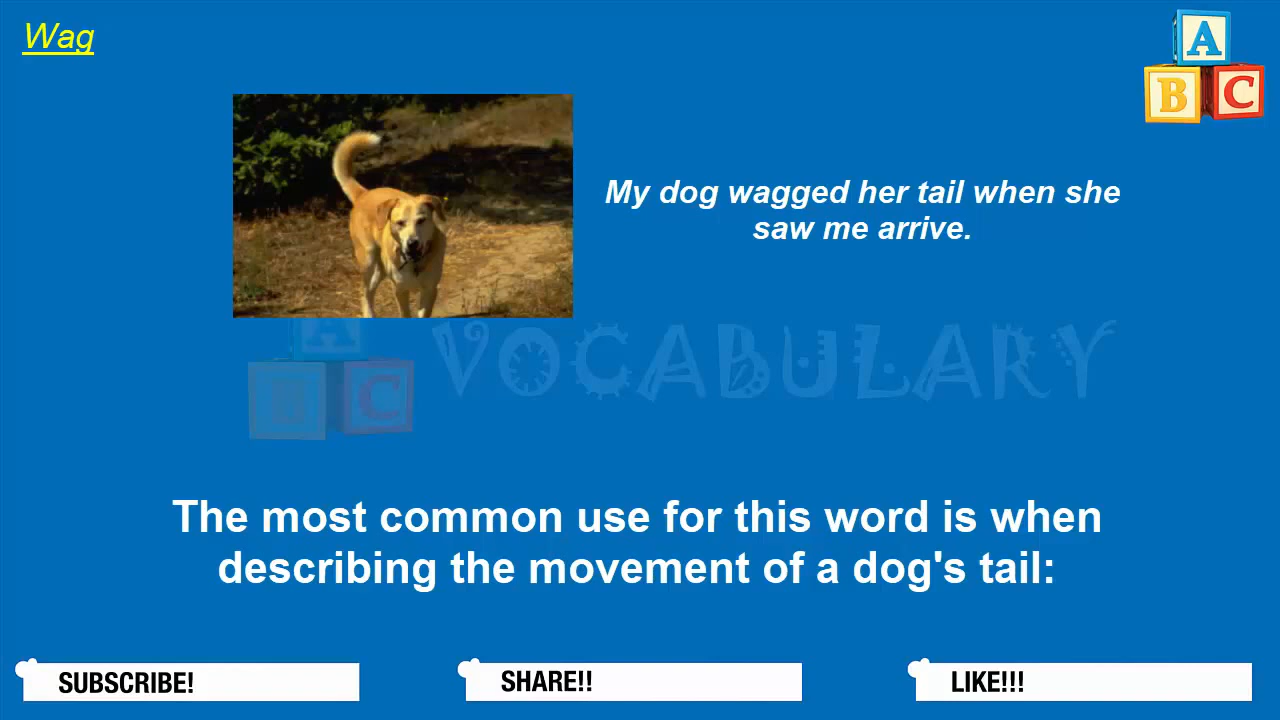 Wag
A
B C
My dog wagged her tail when she
saw me arrive.
A
B C
VOCABULARY
The most common use for this word is when
describing the movement of a dog's tail:
SUBSCRIBE!
SHARE!!
LIKE!!!